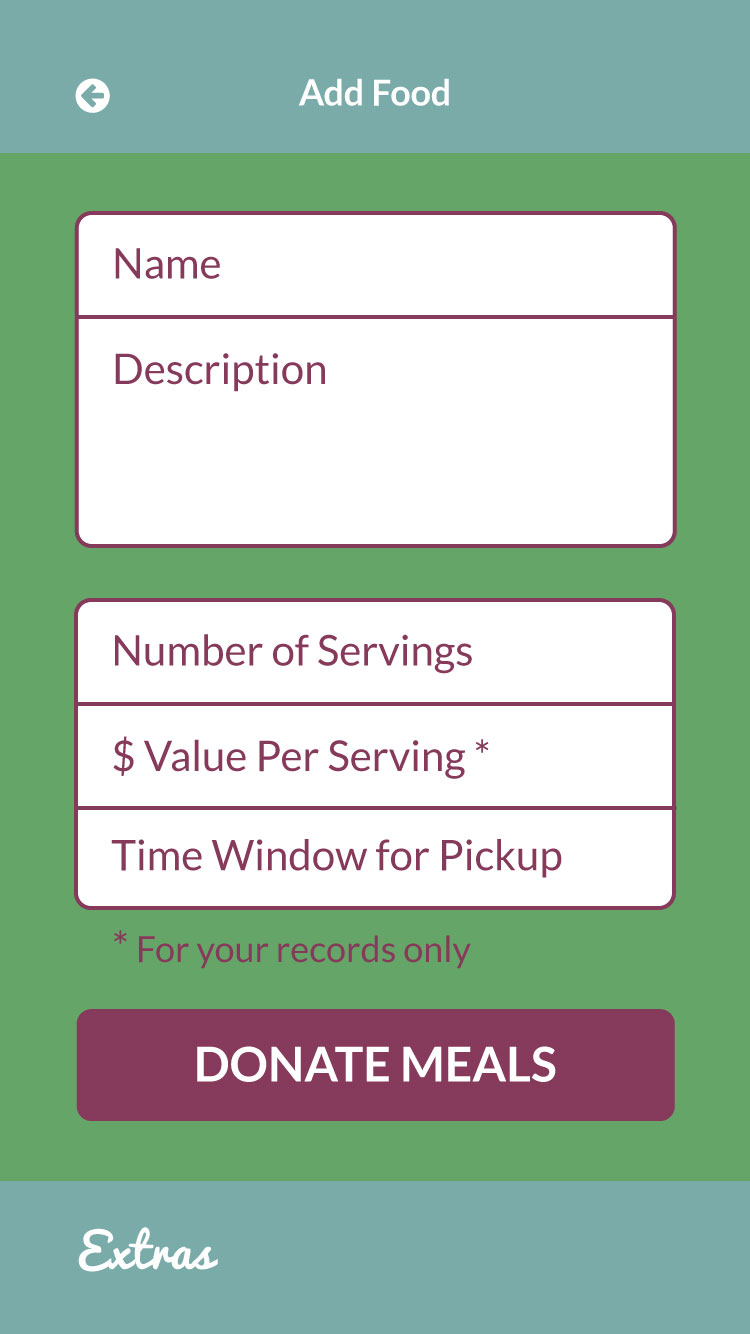 Add Food
Name
Description
Number of Servings
$ Value Per Serving *
Time Window for Pickup
* For your records only
DONATE MEALS
Extras